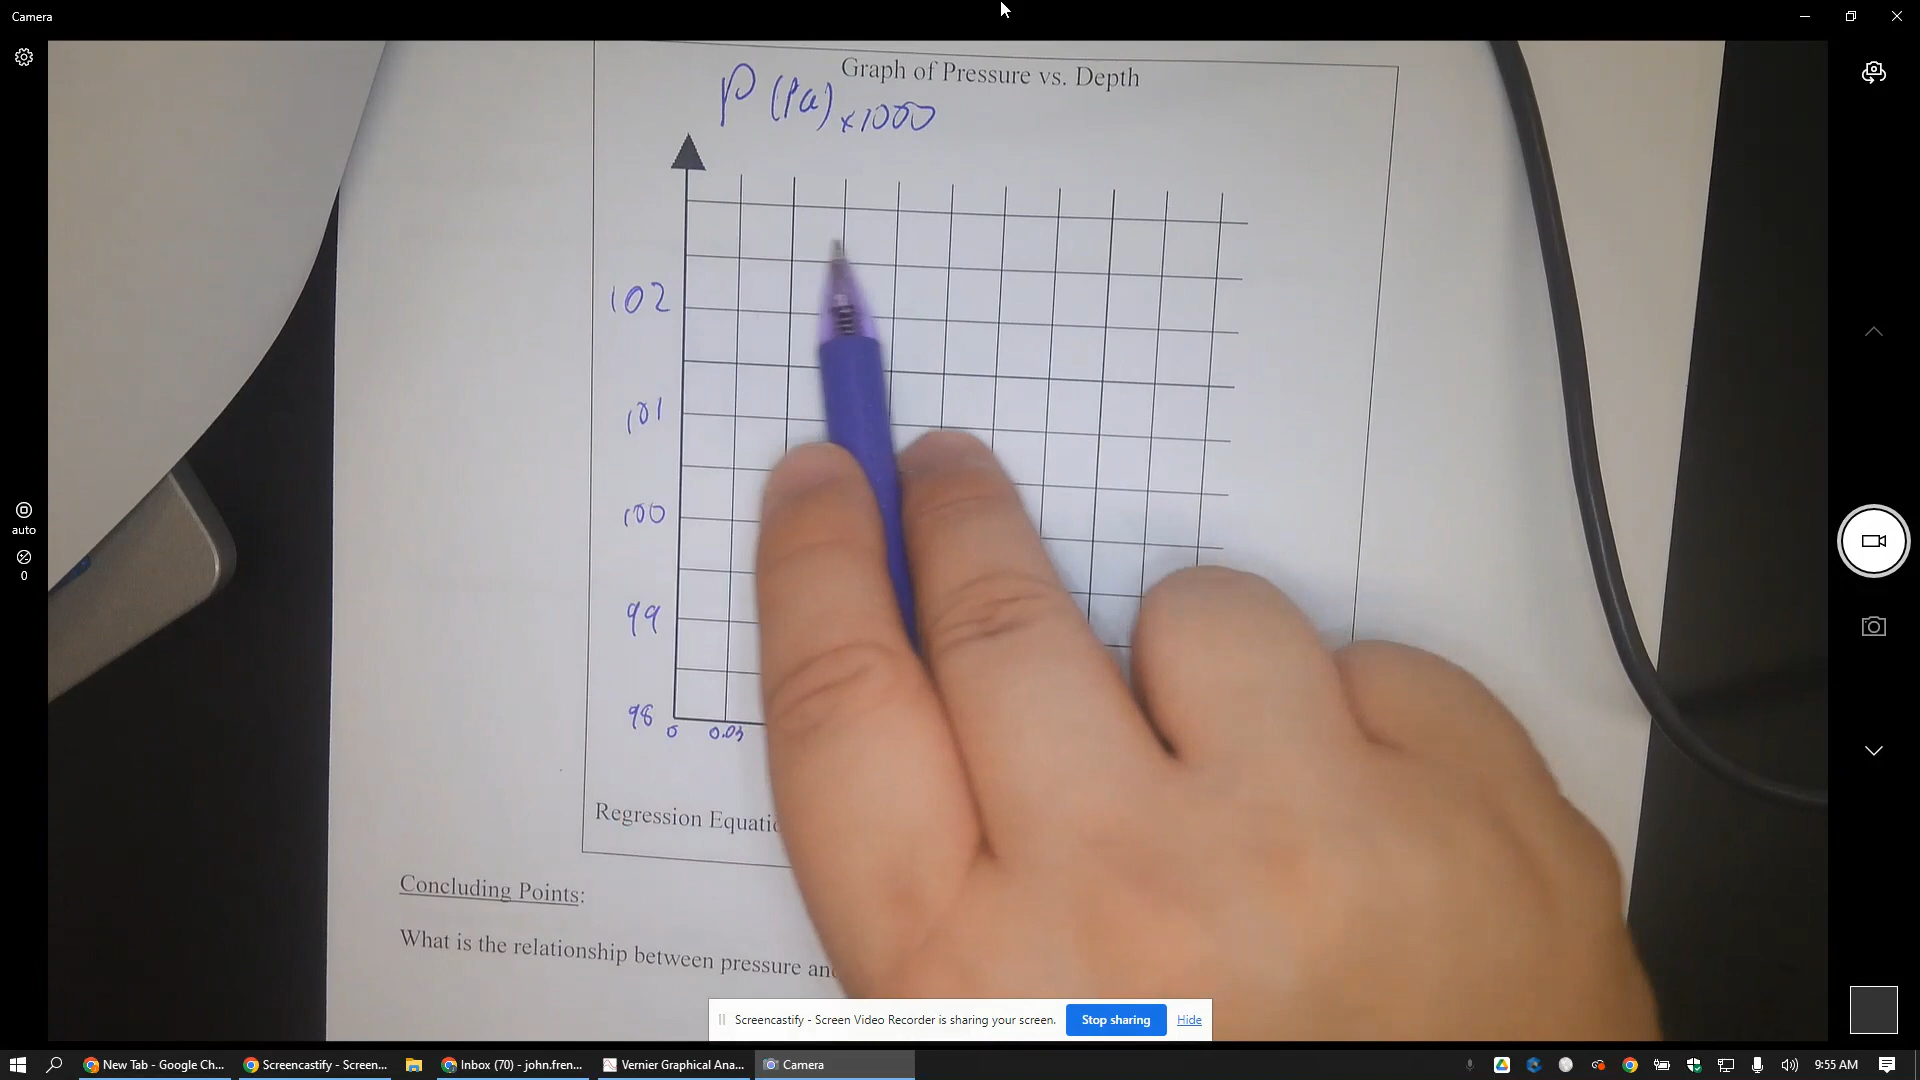 Camera
Graph of Pressure vs. Depth
P (Pa) x1000
102
101
100
99
98
0 0.03
auto
0
Regression
Concluding Points:
What is the relationship between pressure
Screencastify - Screen Video Recorder is sharing your screen. Stop sharing Hide
New Tab - Google Ch... Screencastify - Screen... Inbox (70) - john.fren... Vernier Graphical Ana... Camera 9:55 AM